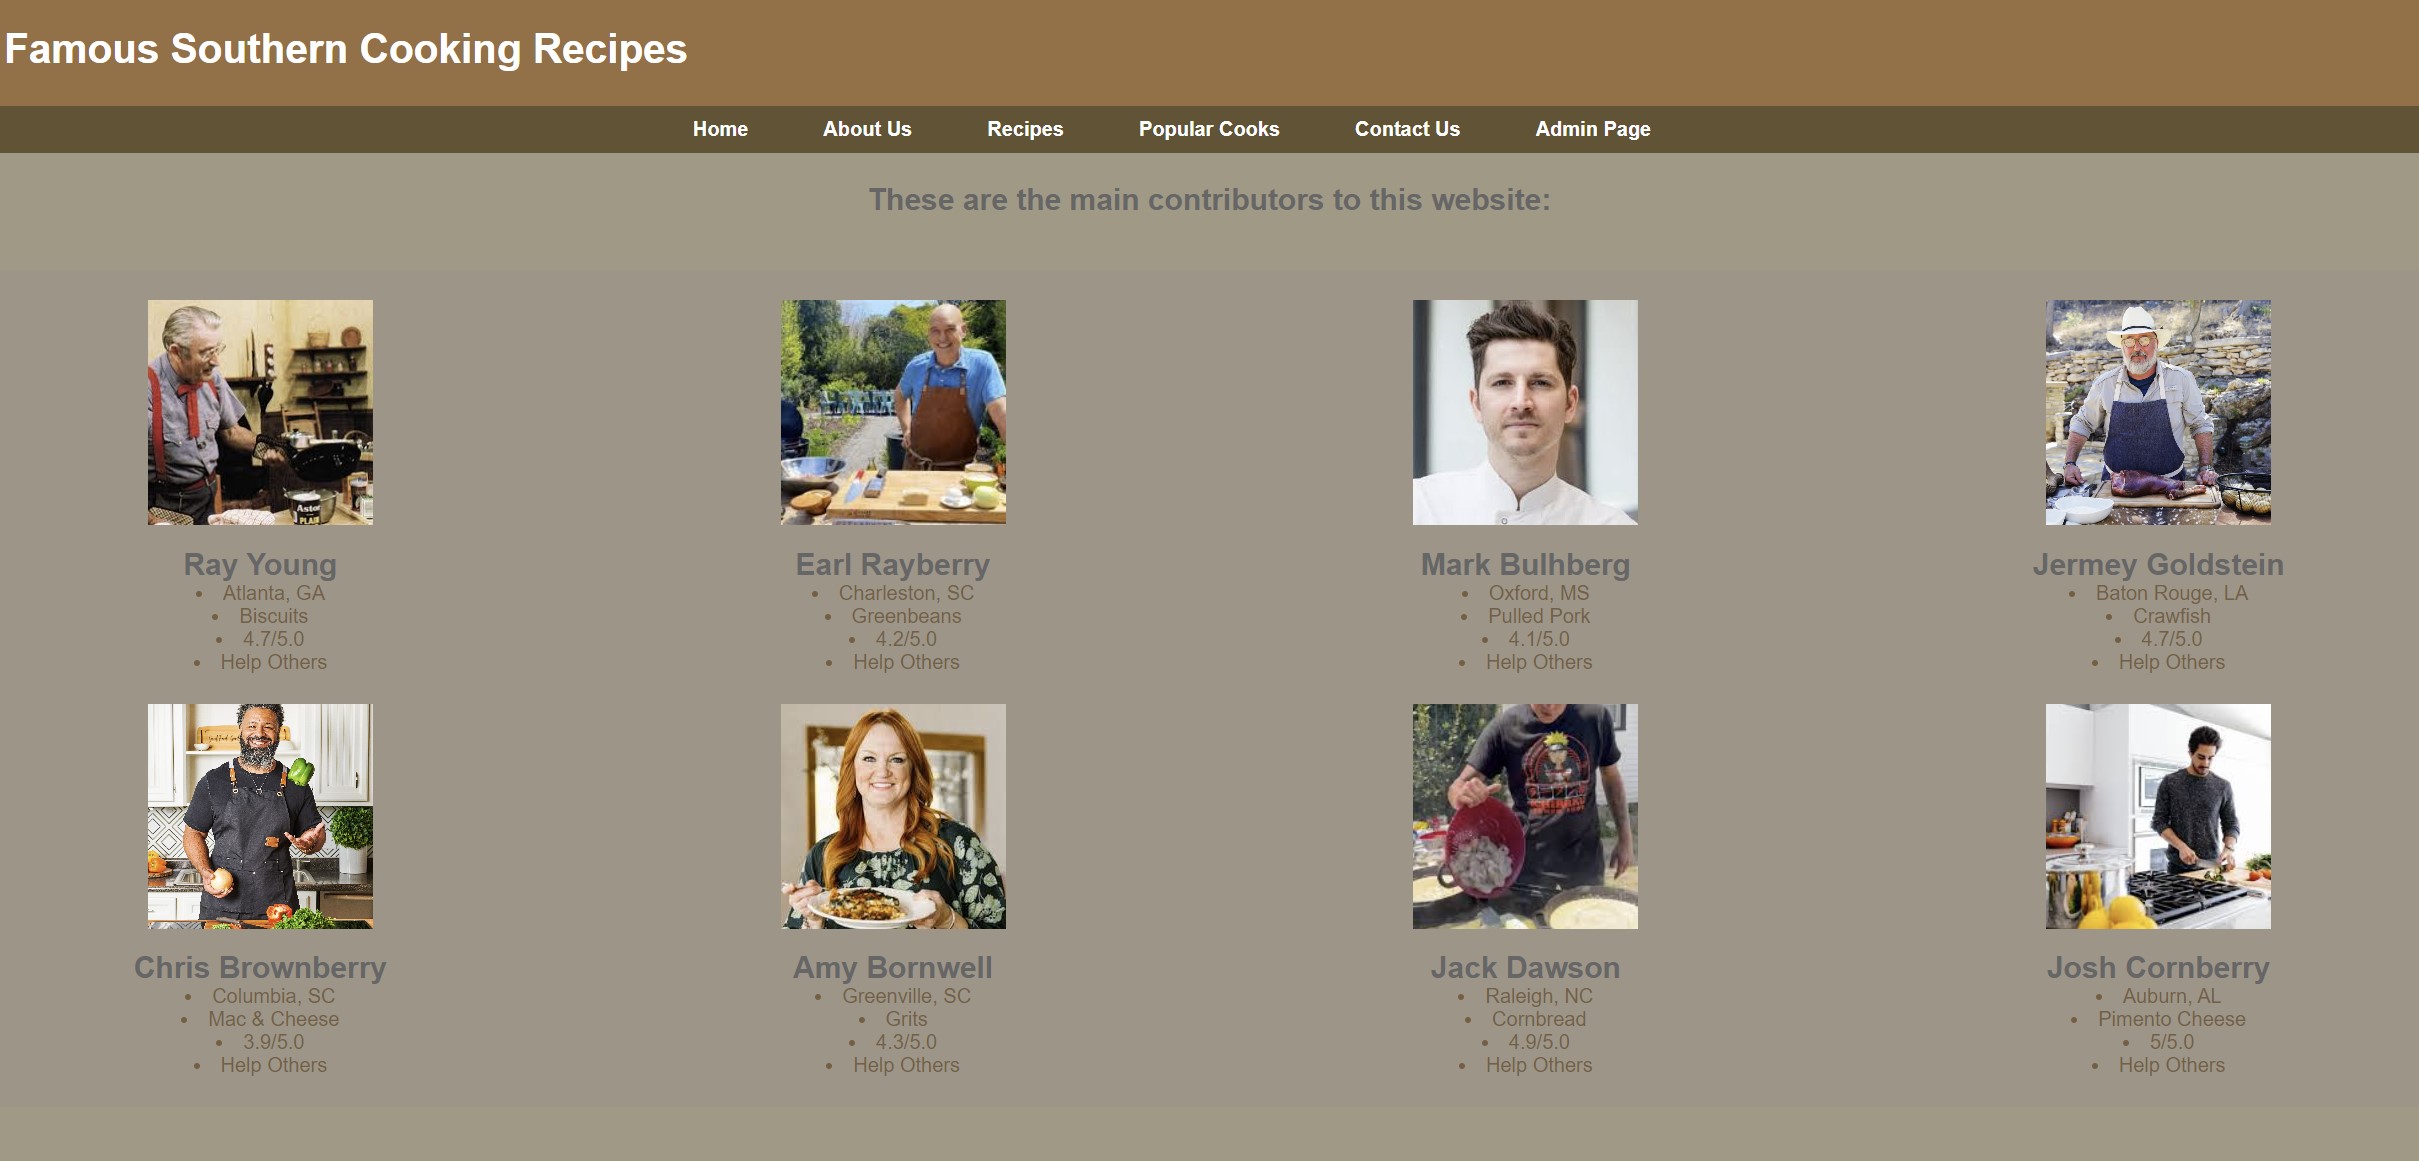 Famous Southern Cooking Recipes
Home About Us Recipes Popular Cooks Contact Us Admin Page
These are the main contributors to this website:
Astor
PLAIN
Ray Young
• Atlanta, GA
• Biscuits
• 4.7/5.0
• Help Others
Earl Rayberry
• Charleston, SC
• Greenbeans
• 4.2/5.0
• Help Others
Mark Bulhberg
• Oxford, MS
• Pulled Pork
• 4.1/5.0
• Help Others
Jermey Goldstein
• Baton Rouge, LA
• Crawfish
• 4.7/5.0
• Help Others
Chris Brownberry
• Columbia, SC
• Mac & Cheese
• 3.9/5.0
• Help Others
Amy Bornwell
• Greenville, SC
• Grits
• 4.3/5.0
• Help Others
Jack Dawson
• Raleigh, NC
• Cornbread
• 4.9/5.0
• Help Others
Josh Cornberry
• Auburn, AL
• Pimento Cheese
• 5/5.0
• Help Others